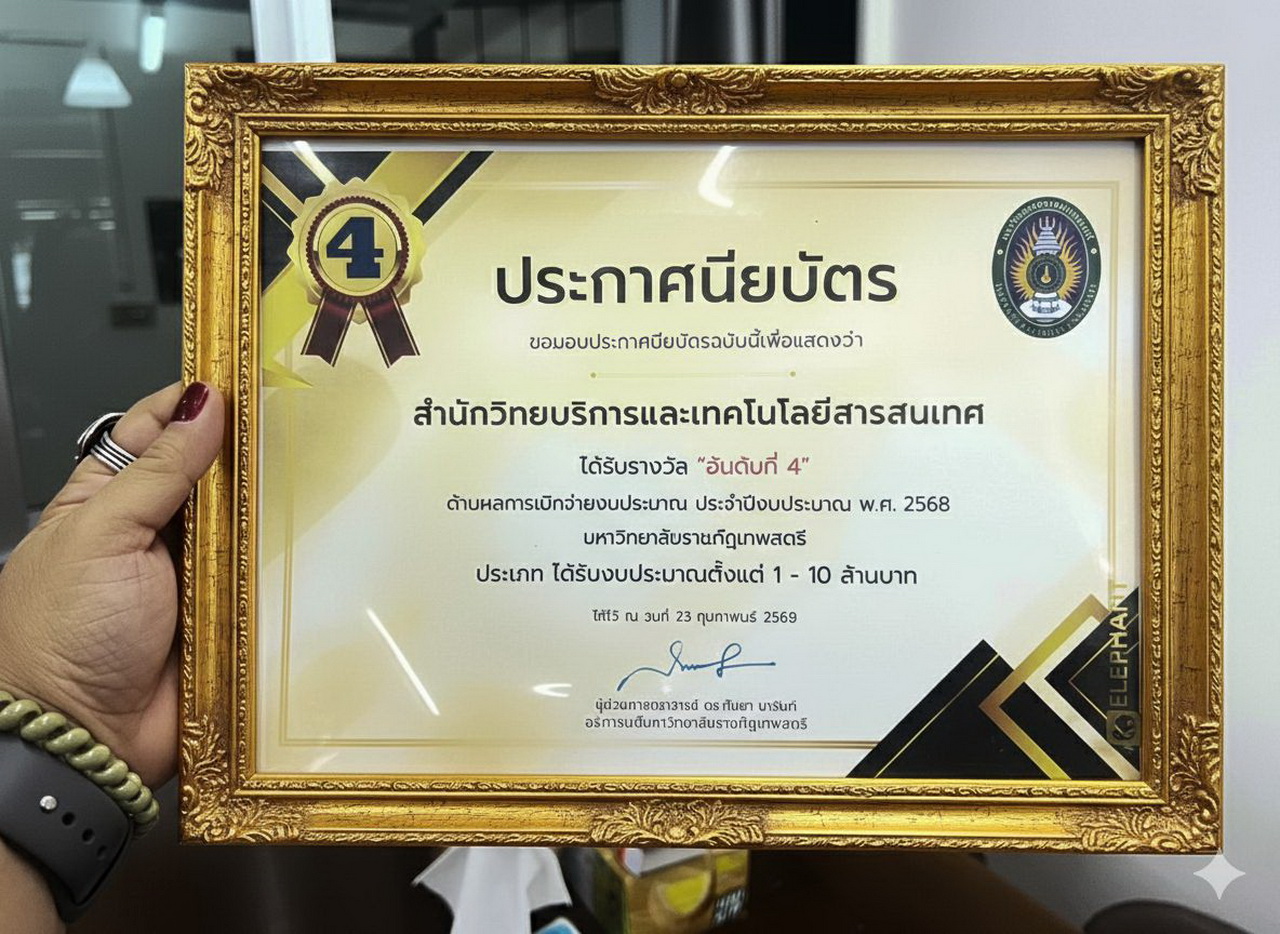 4
ประกาศนียบัตร
ขอมอบประกาศนียบัตรฉบับนี้เพื่อแสดงว่า
สำนักวิทยบริการและเทคโนโลยีสารสนเทศ
ได้รับรางวัล "อันดับที่ 4"
ด้านผลการเบิกจ่ายงบประมาณ ประจำปีงบประมาณ พ.ศ. 2568
ประเภท ได้รับงบประมาณตั้งแต่ 1 - 10 ล้านบาท
ณ 23 2569
ELEPHANT